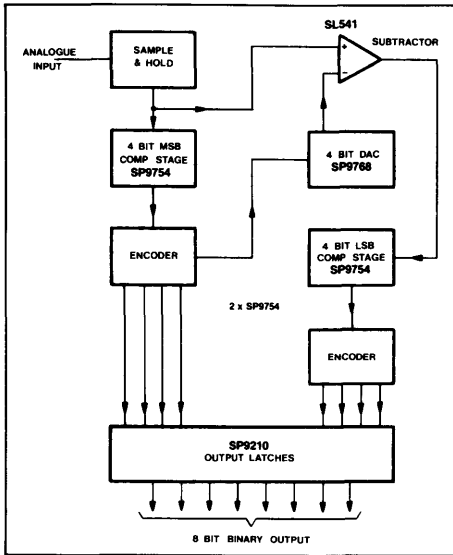 SL541
SUBTRACTOR
ANALOGUE
INPUT
SAMPLE
& HOLD
+
−
4 BIT MSB
COMP STAGE
SP9754
4 BIT DAC
SP9768
ENCODER
4 BIT LSB
COMP STAGE
SP9754
2 x SP9754
ENCODER
SP9210
OUTPUT LATCHES
8 BIT BINARY OUTPUT